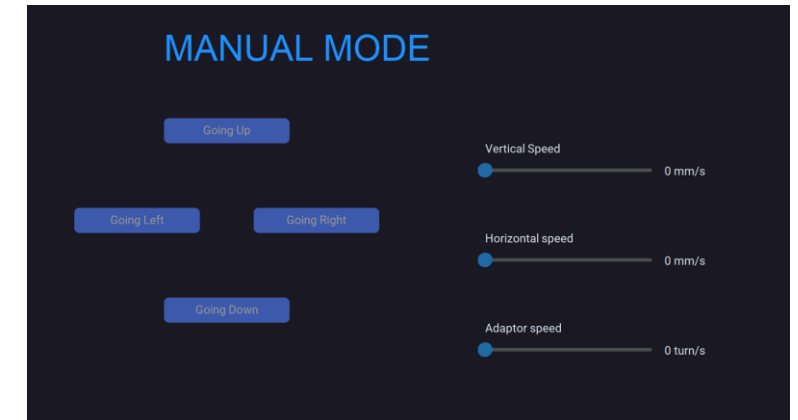 MANUAL MODE
Going Up
Going Left
Going Right
Going Down
Vertical Speed
0 mm/s
Horizontal speed
0 mm/s
Adaptor speed
0 turn/s